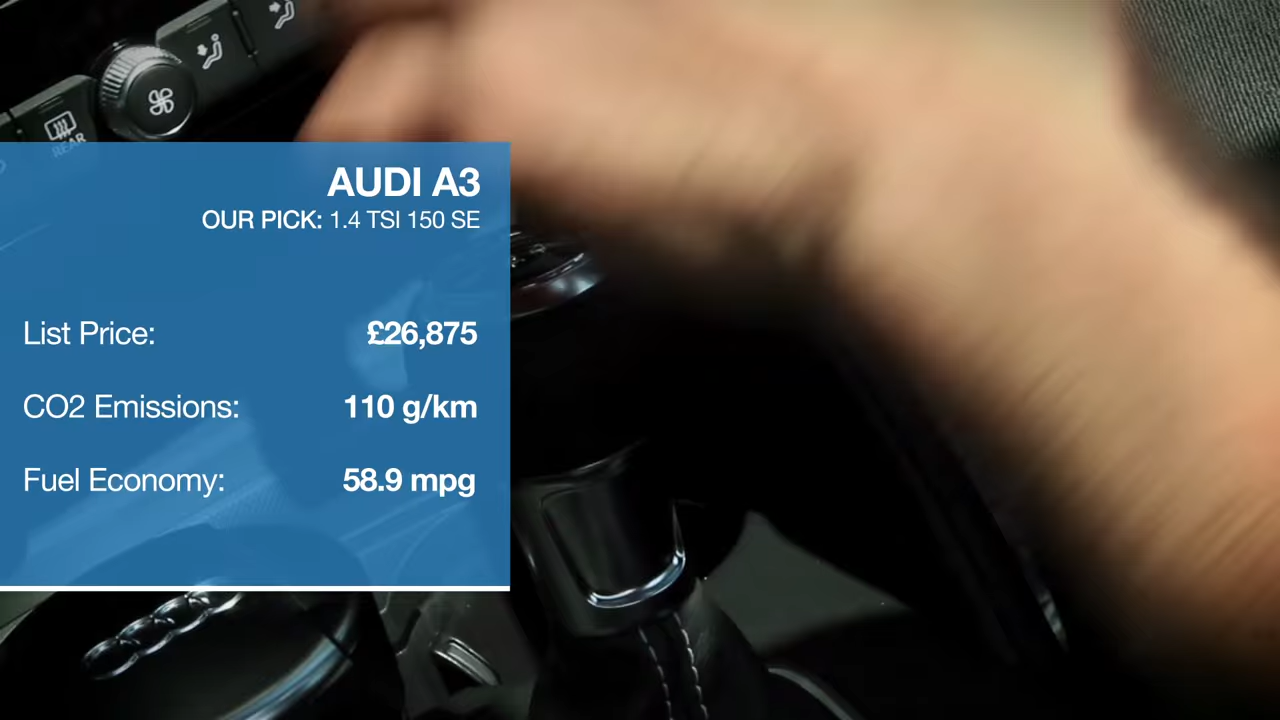 REAR
AUDI A3
OUR PICK: 1.4 TSI 150 SE
List Price: £26,875
CO2 Emissions: 110 g/km
Fuel Economy: 58.9 mpg